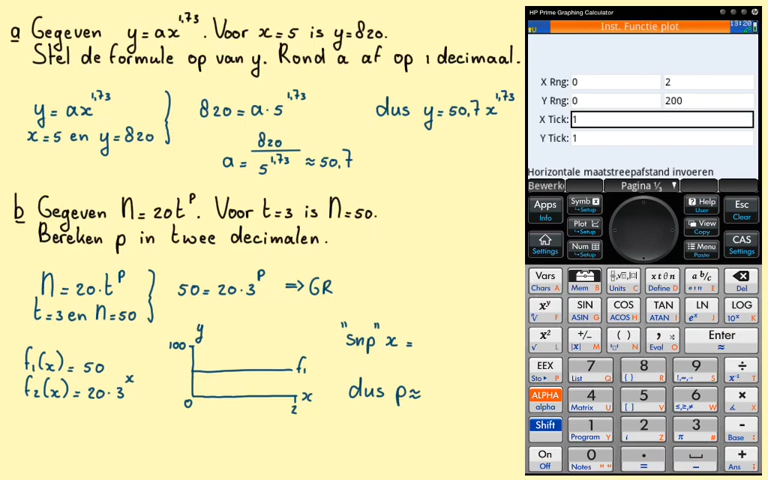 a Gegeven y=ax^1,73. Voor x=5 is y=820.
Stel de formule op van y. Rond a af op 1 decimaal.
y=ax^1,73
x=5 en y=820
820=a·5^1,73
a= 820/5^1,73 ≈50,7
dus y=50,7x^1,73
b Gegeven N=20t^p. Voor t=3 is N=50.
Bereken p in twee decimalen.
N=20·t^p
t=3 en N=50
50=20·3^p => GR
f1(x)=50
f2(x)=20·3^x
y
100
f1
0
2
x
"snp" x=
dus p≈
HP Prime Graphing Calculator
Inst. Functie plot
13:20
X Rng: 0 2
Y Rng: 0 200
X Tick: 1
Y Tick: 1
Horizontale maatstreepafstand invoeren
Bewerk Pagina 1/3 ▼
Apps Info
Symb Setup
Help User
Esc Clear
Plot Setup
View Copy
Settings
Num Setup
Menu Paste
CAS Settings
Vars Chars A
Mem B
Units C
x t θ n Define D
a b/c E
Del
x^y F
SIN ASIN G
COS ACOS H
TAN ATAN I
LN e^x J
LOG 10^x K
x² √ L
+/- |x| M
( ) N
, Eval O
Enter ≈
EEX Sto ▸ P
7 List Q
8 { } R
9 S
÷ x^-1 T
ALPHA alpha
4 Matrix U
5 [ ] V
6 ≤,≥,≠ W
× X
Shift
1 Program Y
2 i Z
3 π #
- Base :
On Off
0 Notes " "
. =
+ Ans ;